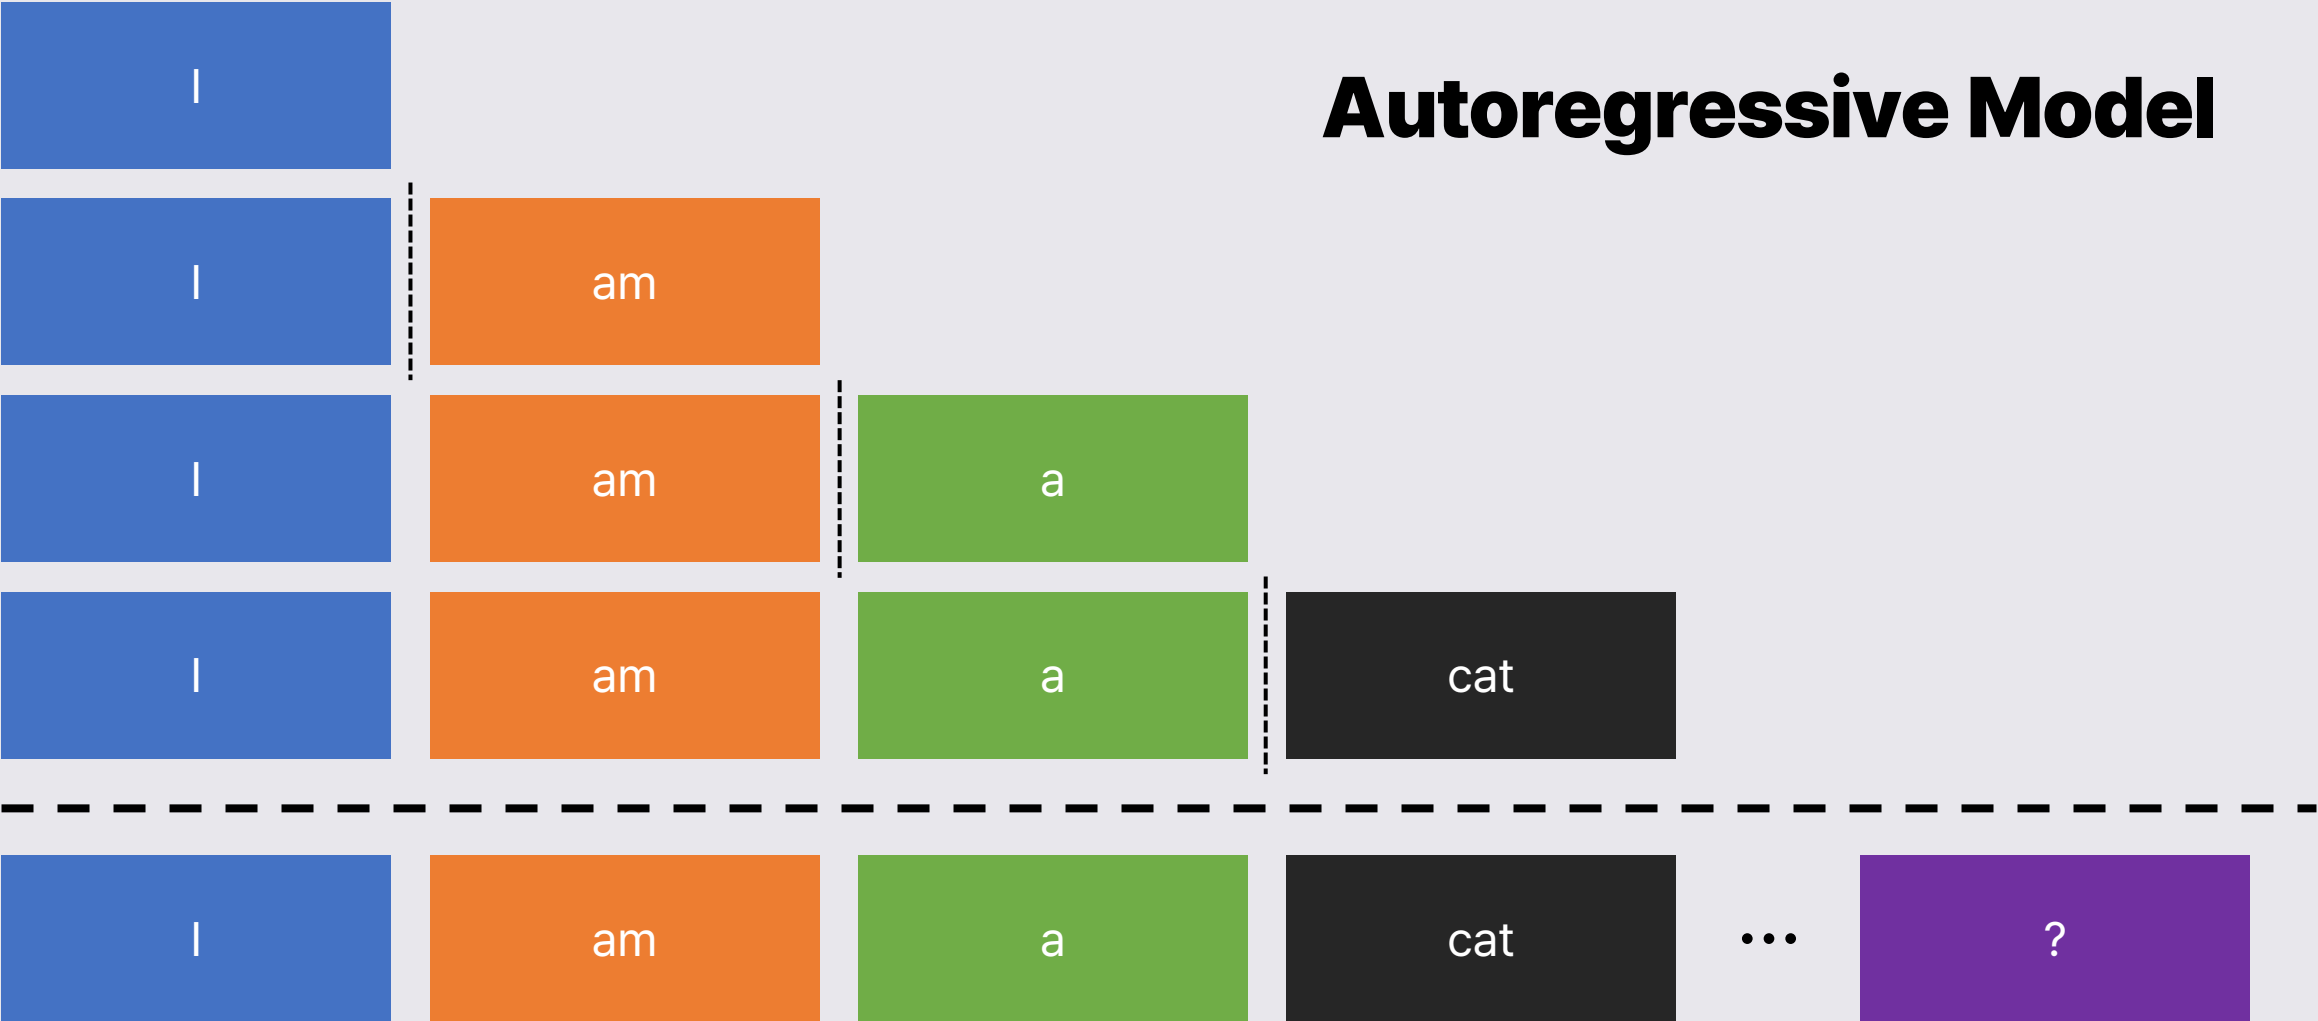 I
Autoregressive Model
I am
I am a
I am a cat
I am a cat ... ?